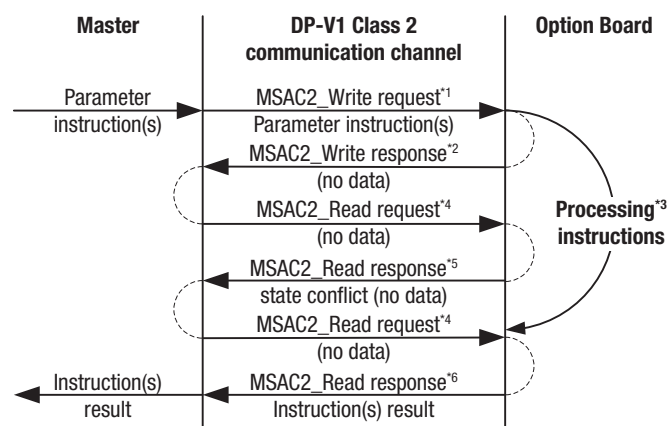 Master
DP-V1 Class 2
communication channel
Option Board
Parameter
instruction(s)
MSAC2_Write request*1
Parameter instruction(s)
MSAC2_Write response*2
(no data)
MSAC2_Read request*4
(no data)
Processing*3
instructions
MSAC2_Read response*5
state conflict (no data)
MSAC2_Read request*4
(no data)
Instruction(s)
result
MSAC2_Read response*6
Instruction(s) result